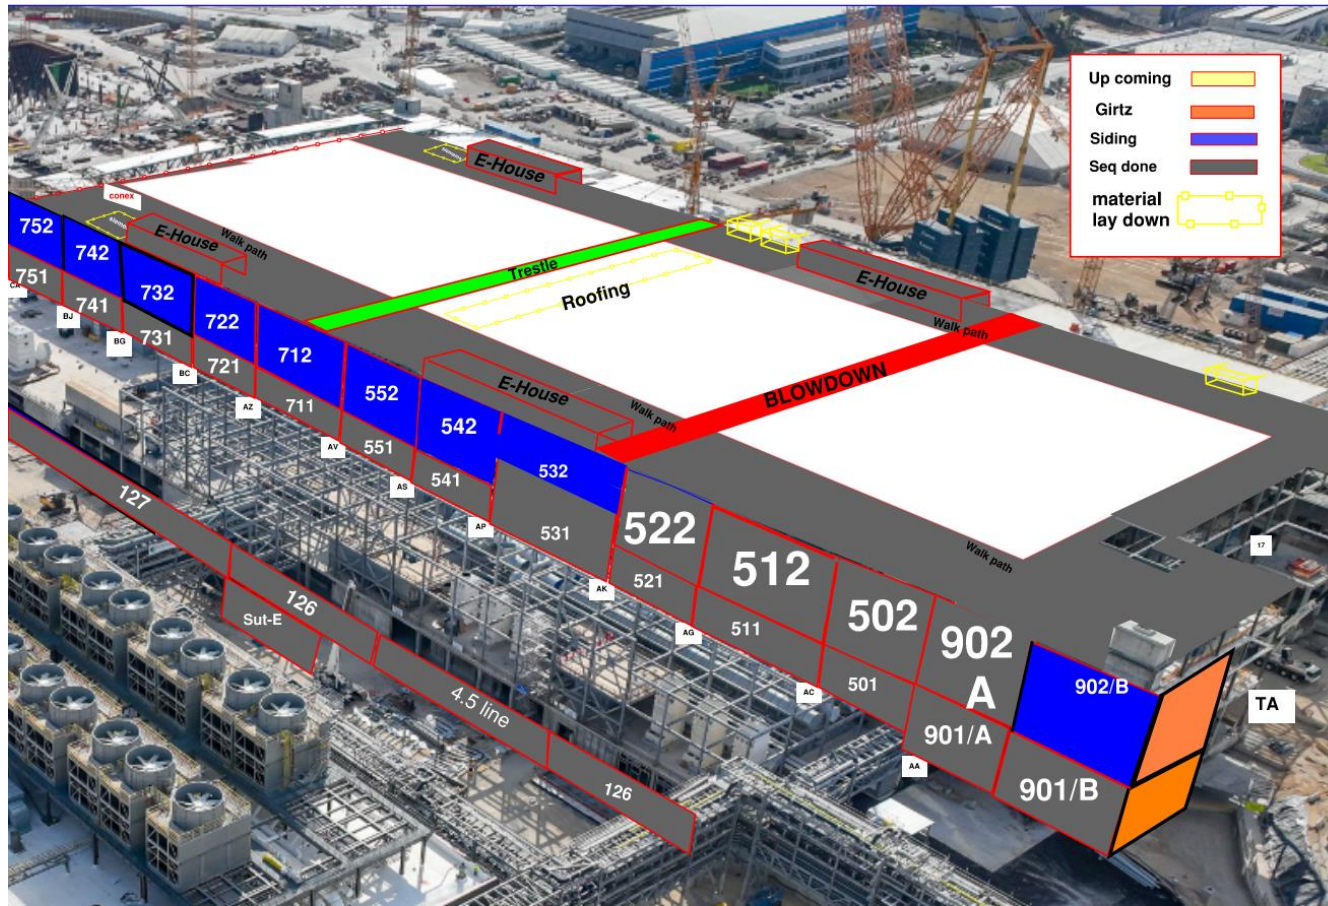 Up coming
Girtz
Siding
Seq done
material
lay down
E-House
conex
E-House
Walk path
Trestle
Roofing
E-House
Walk path
BLOWDOWN
E-House
Walk path
Walk path
752
742
732
722
712
552
542
532
522
512
502
902
A
902/B
751
741
731
721
711
551
541
531
521
511
501
901/A
901/B
CA
BJ
BG
BC
AZ
AV
AS
AP
AK
AG
AC
AA
17
TA
127
126
Sut-E
4.5 line
126